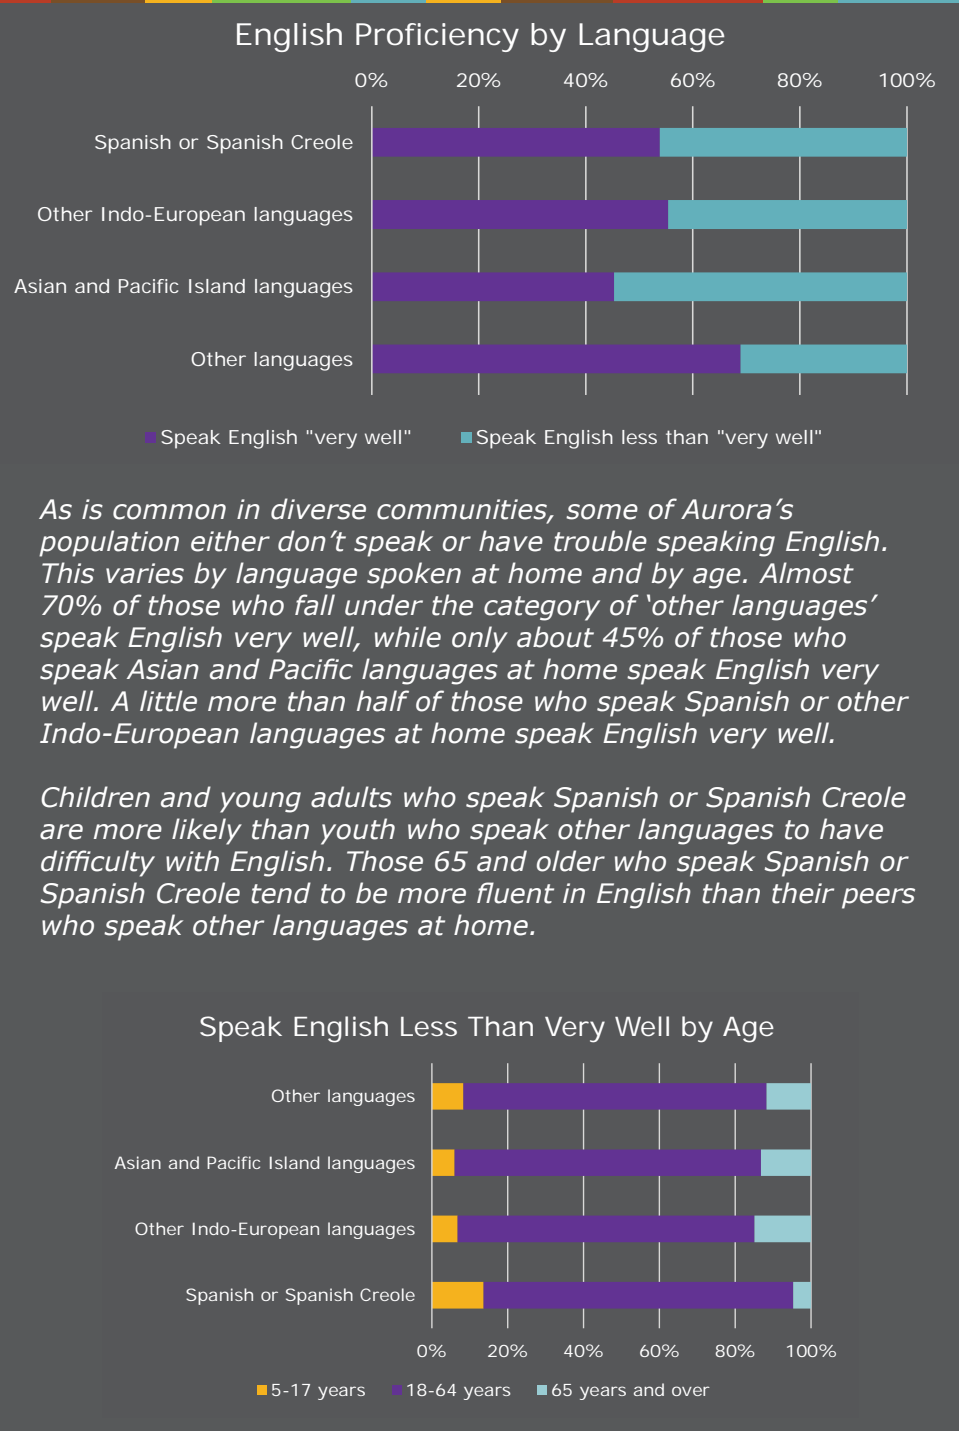 English Proficiency by Language
0% 20% 40% 60% 80% 100%
Spanish or Spanish Creole
Other Indo-European languages
Asian and Pacific Island languages
Other languages
Speak English "very well" Speak English less than "very well"
As is common in diverse communities, some of Aurora’s
population either don’t speak or have trouble speaking English.
This varies by language spoken at home and by age. Almost
70% of those who fall under the category of ‘other languages’
speak English very well, while only about 45% of those who
speak Asian and Pacific languages at home speak English very
well. A little more than half of those who speak Spanish or other
Indo-European languages at home speak English very well.
Children and young adults who speak Spanish or Spanish Creole
are more likely than youth who speak other languages to have
difficulty with English. Those 65 and older who speak Spanish or
Spanish Creole tend to be more fluent in English than their peers
who speak other languages at home.
Speak English Less Than Very Well by Age
Other languages
Asian and Pacific Island languages
Other Indo-European languages
Spanish or Spanish Creole
0% 20% 40% 60% 80% 100%
5-17 years 18-64 years 65 years and over